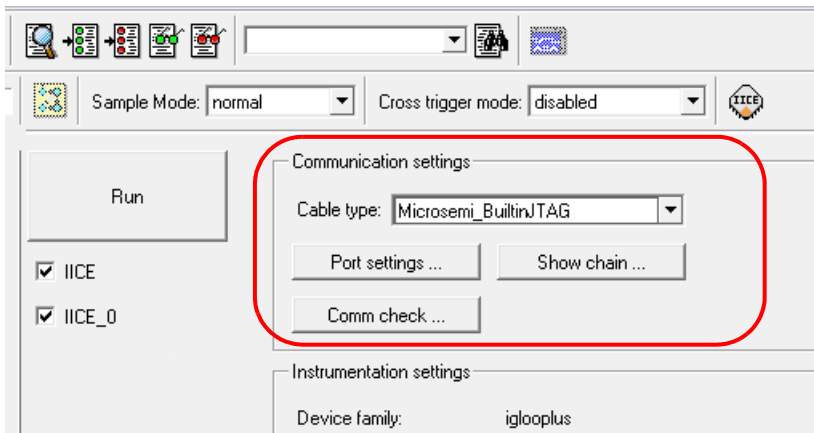 Sample Mode: normal
Cross trigger mode: disabled
IICE
Run
IICE
IICE_0
Communication settings
Cable type: Microsemi_BuiltinJTAG
Port settings ...
Show chain ...
Comm check ...
Instrumentation settings
Device family: iglooplus